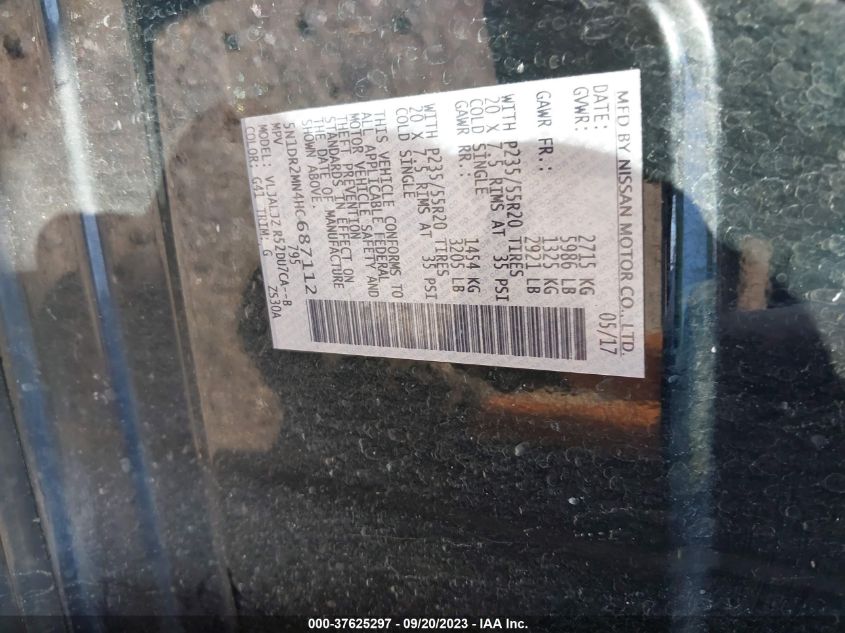 MFD BY NISSAN MOTOR CO., LTD.
DATE: 05/17
GVWR: 2715 KG
5986 LB
GAWR FR.: 1325 KG
2921 LB
WITH P235/55R20 TIRES
20 X 7.5 RIMS AT 35 PSI
COLD SINGLE
GAWR RR.: 1454 KG
3205 LB
WITH P235/55R20 TIRES
20 X 7.5 RIMS AT 35 PSI
COLD SINGLE
THIS VEHICLE CONFORMS TO
ALL APPLICABLE FEDERAL
MOTOR VEHICLE SAFETY AND
THEFT PREVENTION
STANDARDS IN EFFECT ON
THE DATE OF MANUFACTURE
SHOWN ABOVE.
5N1DR2MN4HC687112
MPV 795
MODEL: VLJALJZ R52DU7CA--B
COLOR: G41 TRIM: G ZS30A
000-37625297 - 09/20/2023 - IAA Inc.